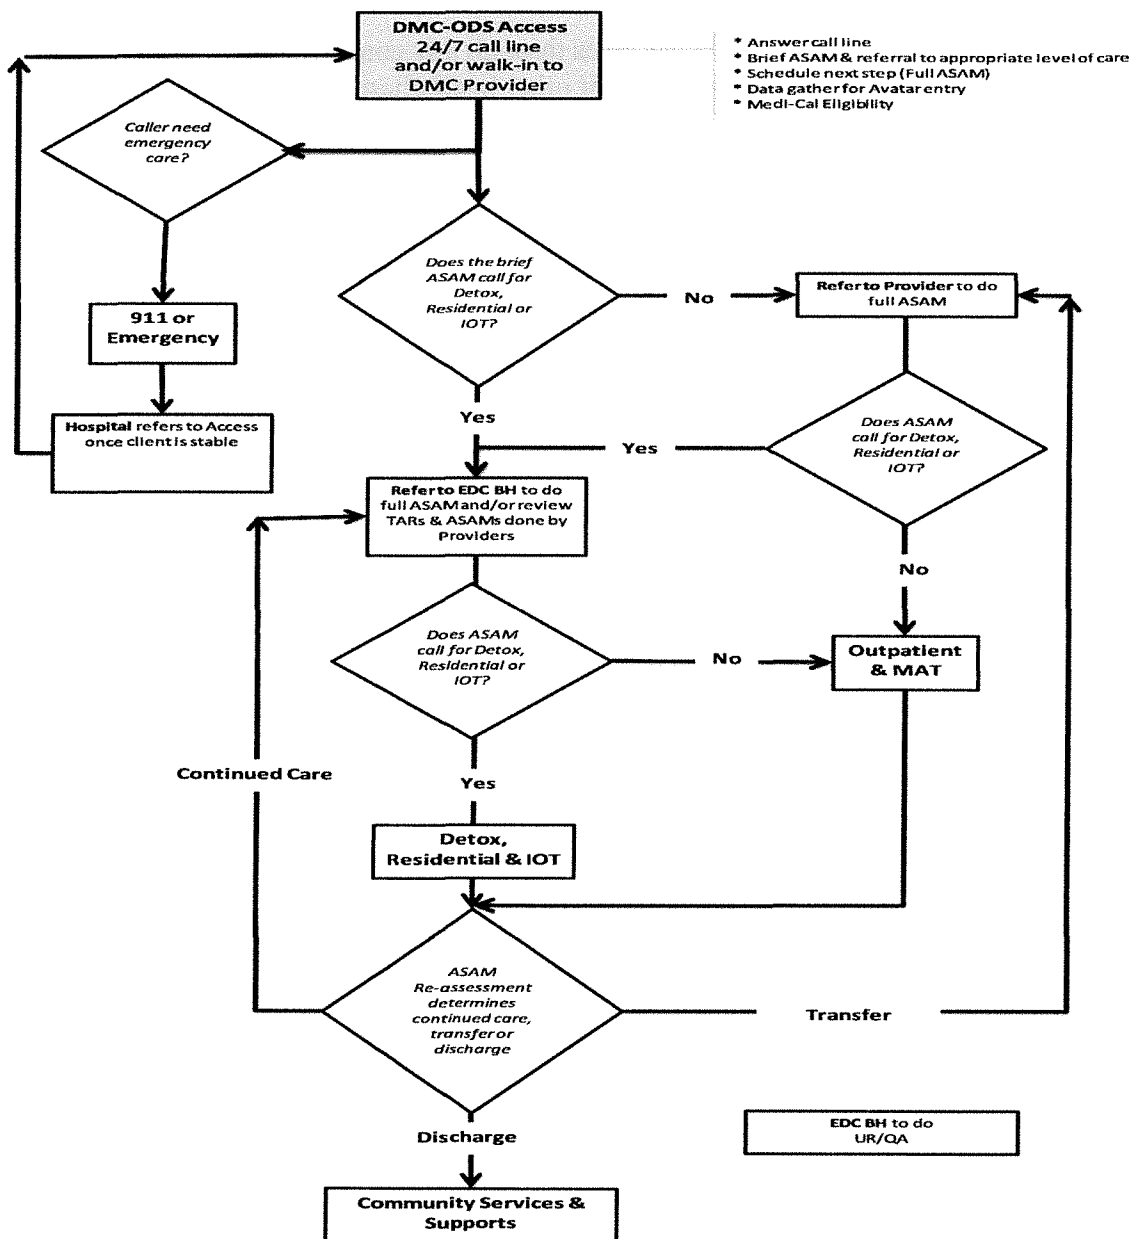 DMC-ODS Access
24/7 call line
and/or walk-in to
DMC Provider
* Answer call line
* Brief ASAM & referral to appropriate level of care
* Schedule next step (Full ASAM)
* Data gather for Avatar entry
* Medi-Cal Eligibility
Caller need
emergency
care?
Does the brief
ASAM call for
Detox,
Residential or
IOT?
No
Refer to Provider to do
full ASAM
911 or
Emergency
Yes
Hospital refers to Access
once client is stable
Does ASAM
call for Detox,
Residential or
IOT?
Yes
Refer to EDC BH to do
full ASAM and/or review
TARs & ASAMs done by
Providers
No
Does ASAM
call for Detox,
Residential or
IOT?
No
Outpatient
& MAT
Continued Care
Yes
Detox,
Residential & IOT
ASAM
Re-assessment
determines
continued care,
transfer or
discharge
Transfer
Discharge
EDC BH to do
UR/QA
Community Services &
Supports